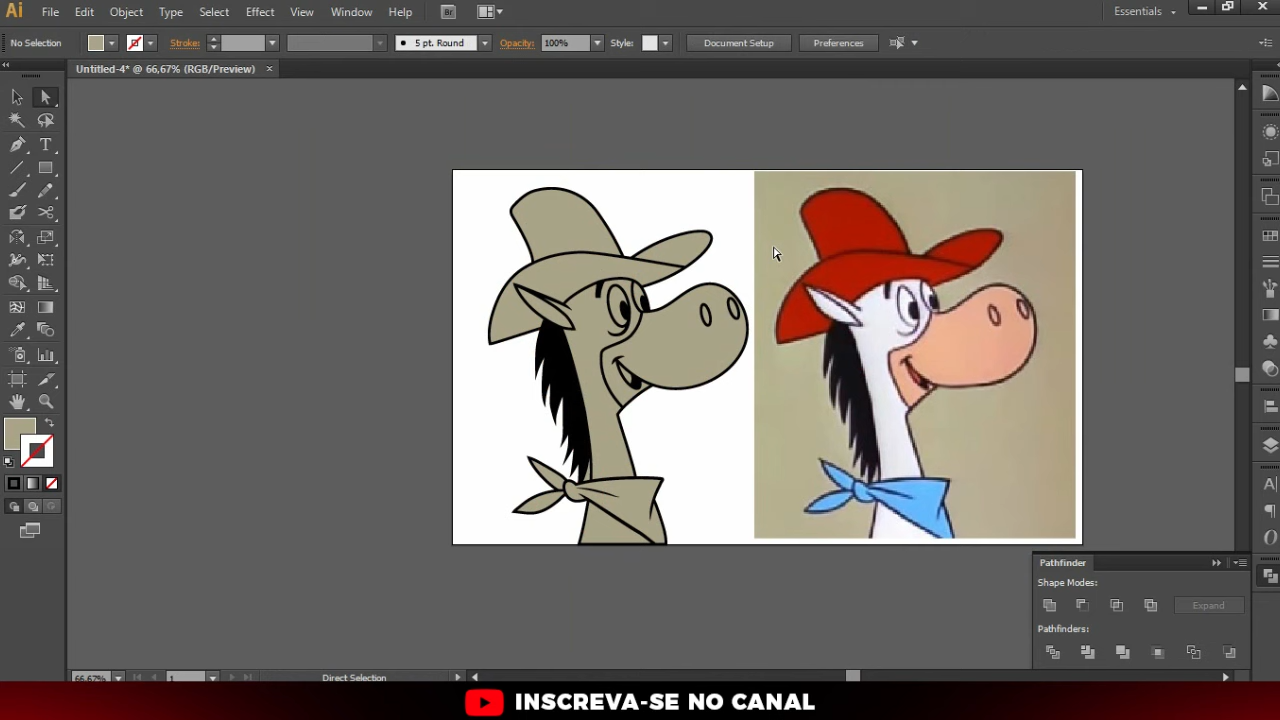 Ai File Edit Object Type Select Effect View Window Help Br Essentials
No Selection Stroke: 5 pt. Round Opacity: 100% Style: Document Setup Preferences
Untitled-4* @ 66,67% (RGB/Preview)
Pathfinder
Shape Modes:
Expand
Pathfinders:
66,67% 1 Direct Selection
INSCREVA-SE NO CANAL